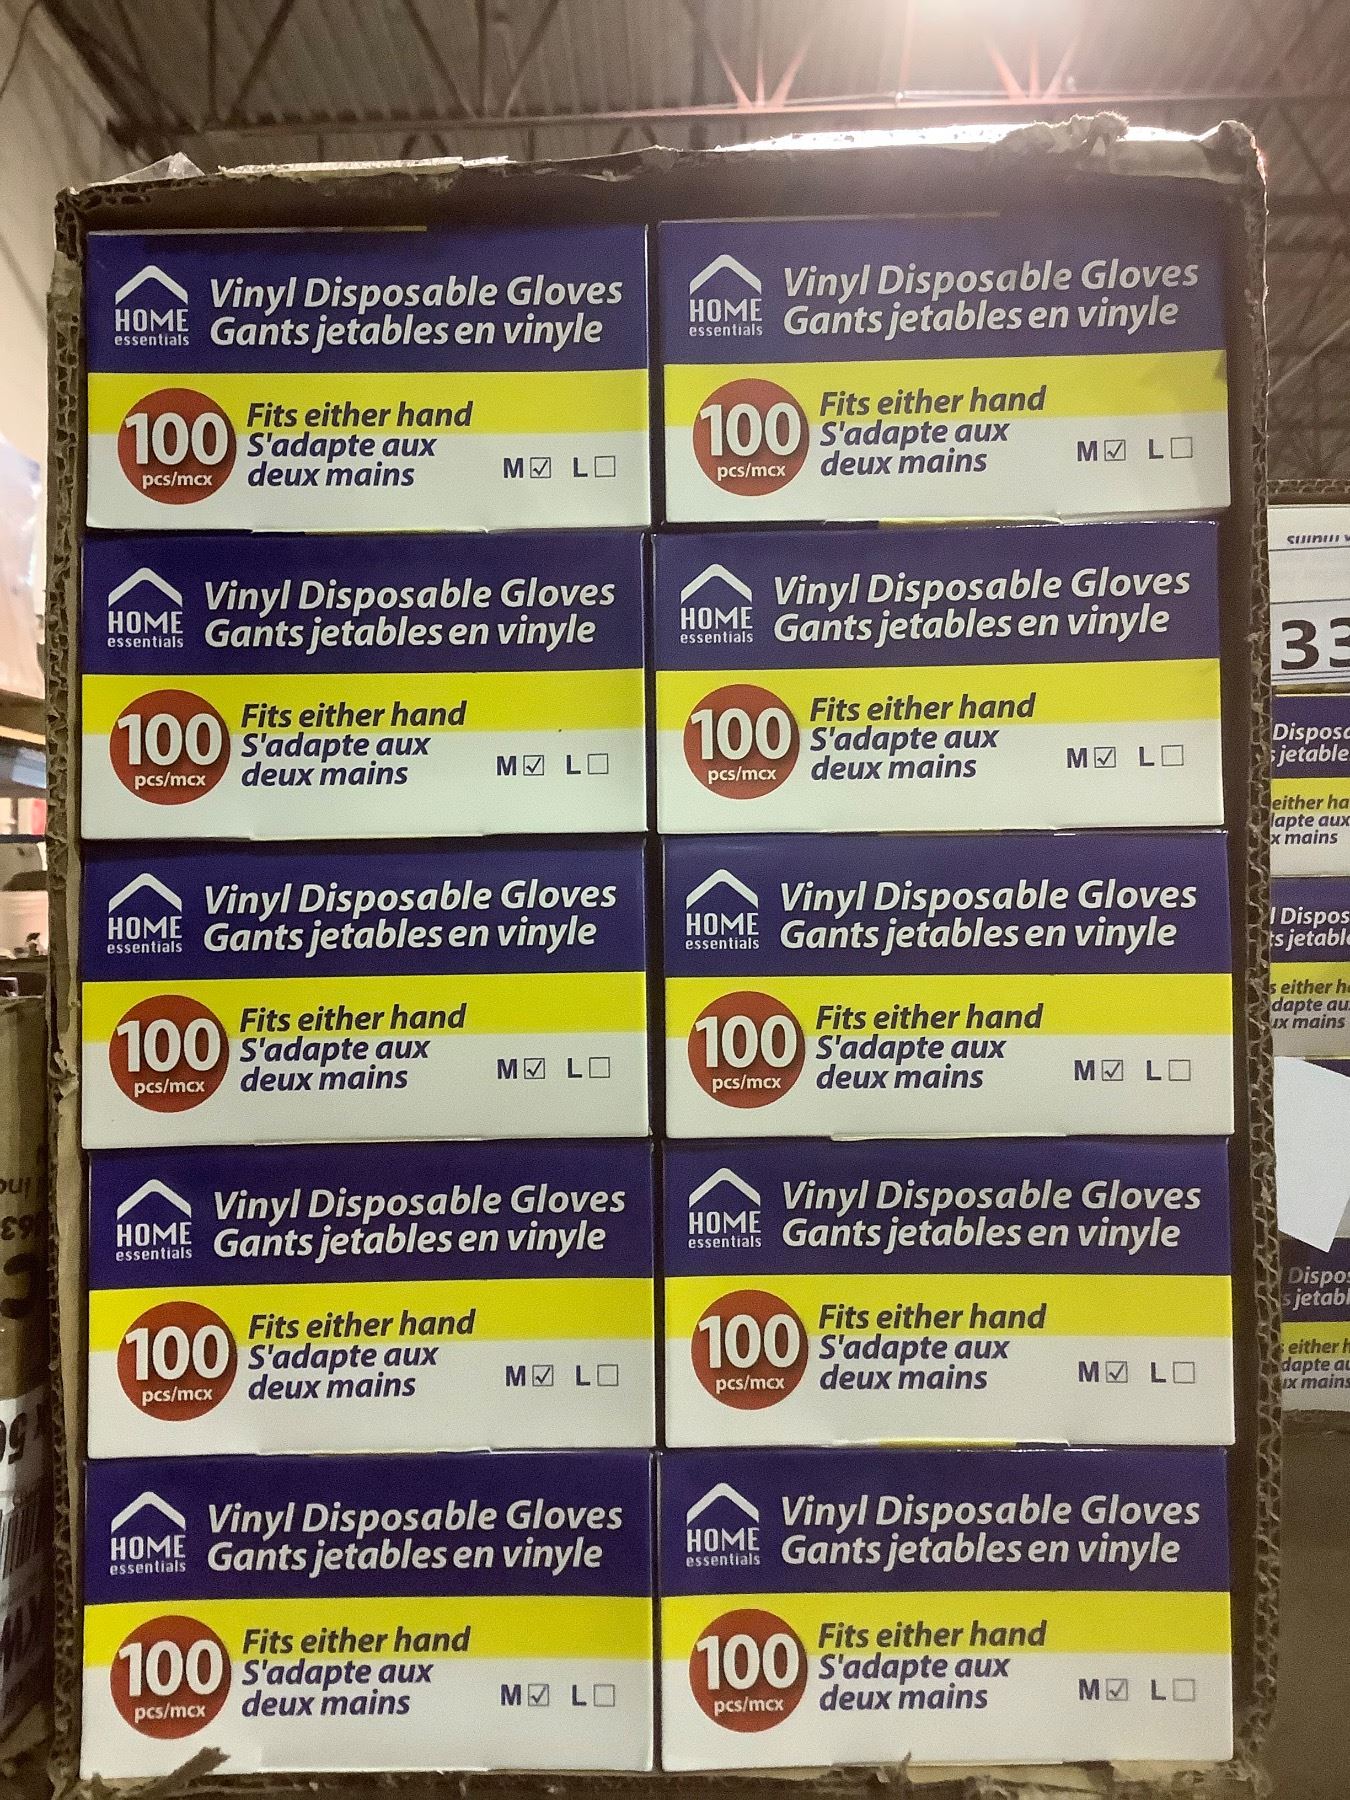 HOME
essentials
Vinyl Disposable Gloves
Gants jetables en vinyle
100
pcs/mcx
Fits either hand
S'adapte aux
deux mains
M☑ L☐
HOME
essentials
Vinyl Disposable Gloves
Gants jetables en vinyle
100
pcs/mcx
Fits either hand
S'adapte aux
deux mains
M☑ L☐
HOME
essentials
Vinyl Disposable Gloves
Gants jetables en vinyle
100
pcs/mcx
Fits either hand
S'adapte aux
deux mains
M☑ L☐
HOME
essentials
Vinyl Disposable Gloves
Gants jetables en vinyle
100
pcs/mcx
Fits either hand
S'adapte aux
deux mains
M☑ L☐
HOME
essentials
Vinyl Disposable Gloves
Gants jetables en vinyle
100
pcs/mcx
Fits either hand
S'adapte aux
deux mains
M☑ L☐
HOME
essentials
Vinyl Disposable Gloves
Gants jetables en vinyle
100
pcs/mcx
Fits either hand
S'adapte aux
deux mains
M☑ L☐
HOME
essentials
Vinyl Disposable Gloves
Gants jetables en vinyle
100
pcs/mcx
Fits either hand
S'adapte aux
deux mains
M☑ L☐
HOME
essentials
Vinyl Disposable Gloves
Gants jetables en vinyle
100
pcs/mcx
Fits either hand
S'adapte aux
deux mains
M☑ L☐
HOME
essentials
Vinyl Disposable Gloves
Gants jetables en vinyle
100
pcs/mcx
Fits either hand
S'adapte aux
deux mains
M☑ L☐
HOME
essentials
Vinyl Disposable Gloves
Gants jetables en vinyle
100
pcs/mcx
Fits either hand
S'adapte aux
deux mains
M☑ L☐
33
either
mains
either
mains
either
mains